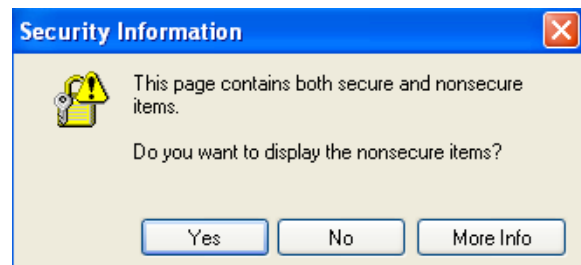 Security Information
This page contains both secure and nonsecure
items.
Do you want to display the nonsecure items?
Yes No More Info